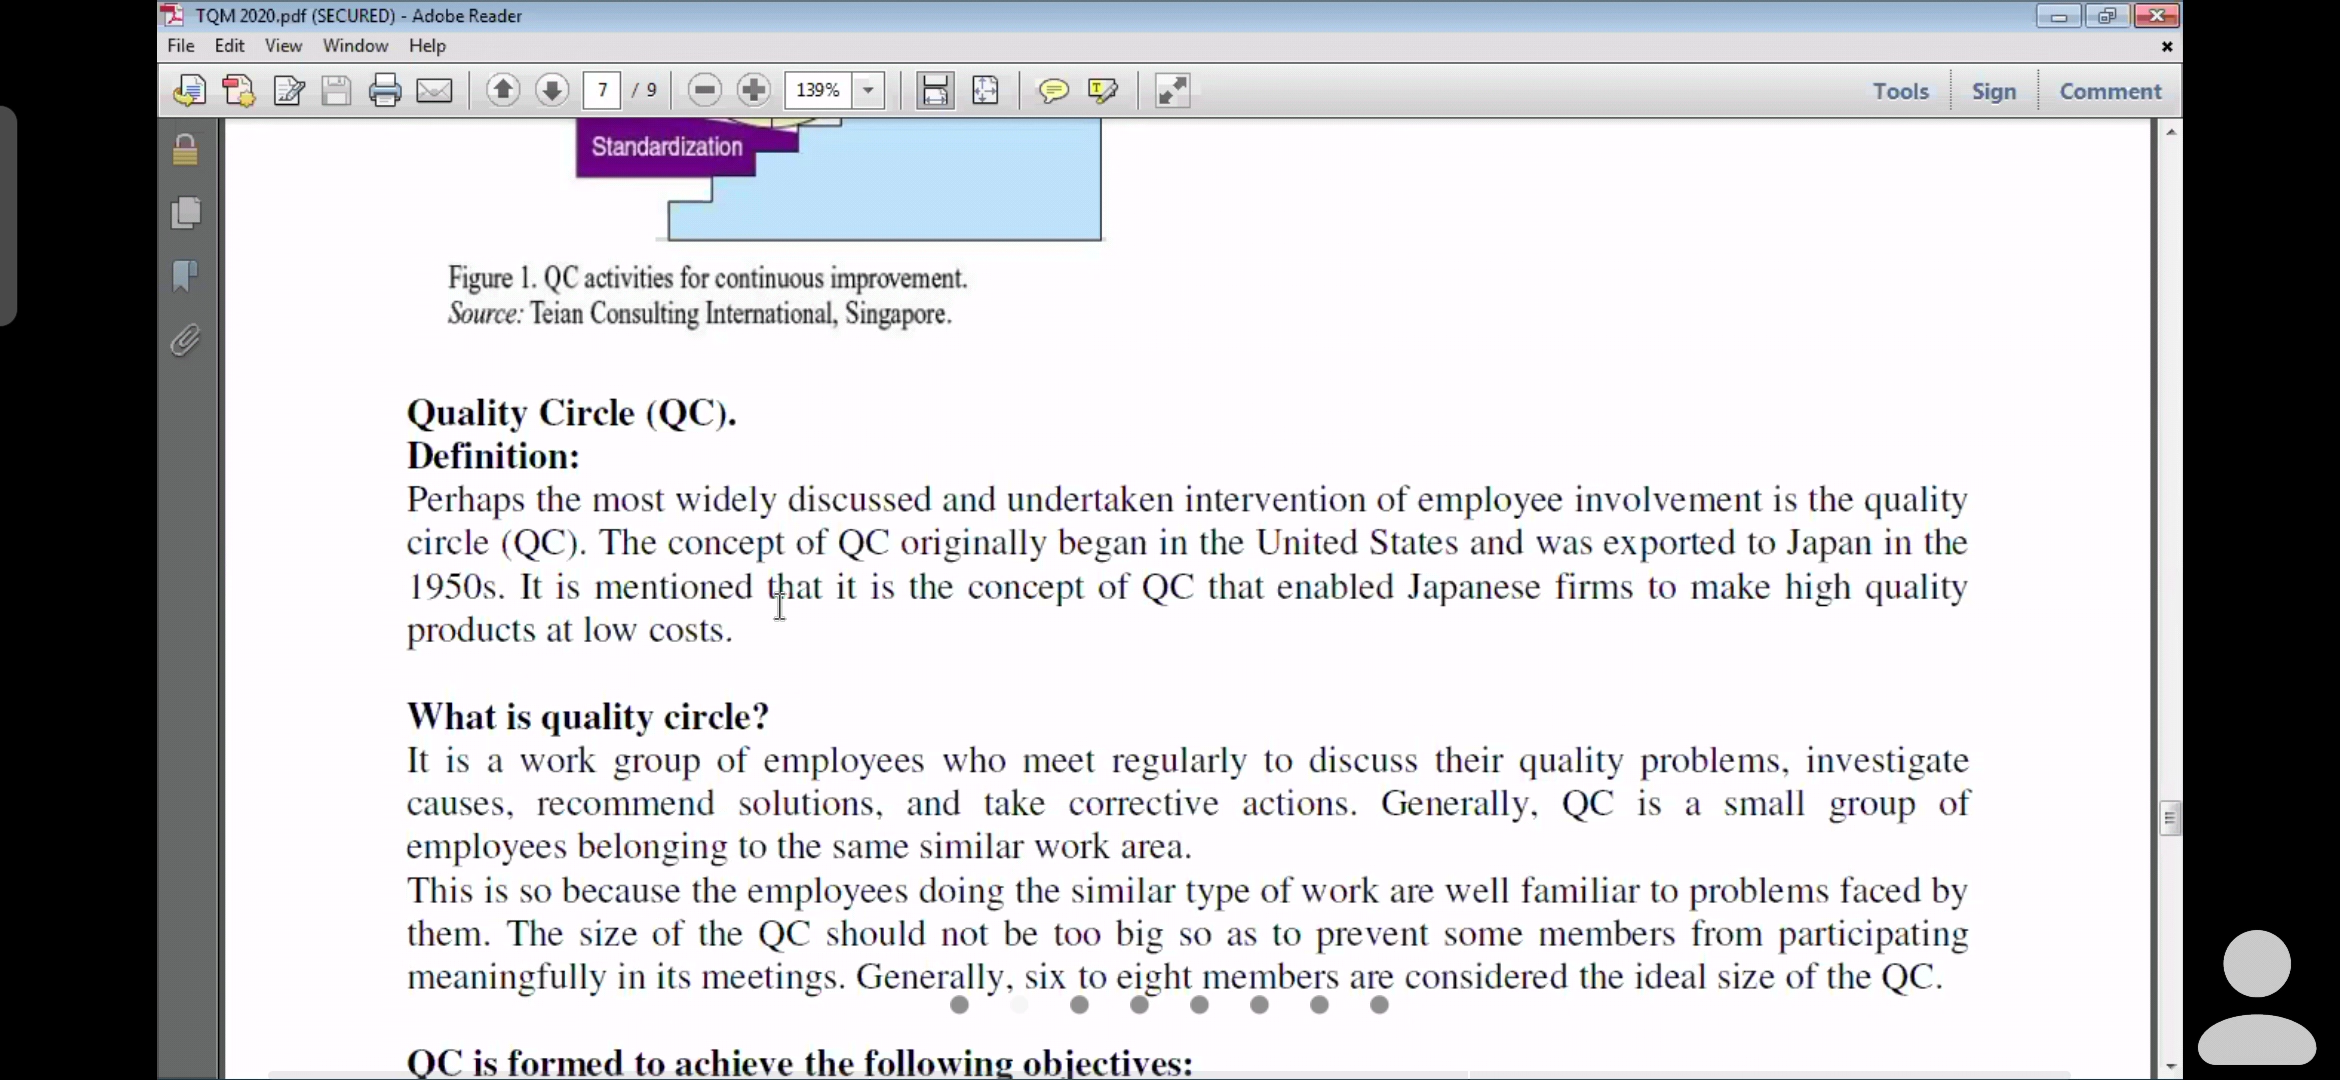 TQM 2020.pdf (SECURED) - Adobe Reader
File Edit View Window Help
7 / 9 139% Tools Sign Comment
Standardization
Figure 1. QC activities for continuous improvement.
Source: Teian Consulting International, Singapore.
Quality Circle (QC).
Definition:
Perhaps the most widely discussed and undertaken intervention of employee involvement is the quality
circle (QC). The concept of QC originally began in the United States and was exported to Japan in the
1950s. It is mentioned that it is the concept of QC that enabled Japanese firms to make high quality
products at low costs.
What is quality circle?
It is a work group of employees who meet regularly to discuss their quality problems, investigate
causes, recommend solutions, and take corrective actions. Generally, QC is a small group of
employees belonging to the same similar work area.
This is so because the employees doing the similar type of work are well familiar to problems faced by
them. The size of the QC should not be too big so as to prevent some members from participating
meaningfully in its meetings. Generally, six to eight members are considered the ideal size of the QC.
QC is formed to achieve the following objectives: